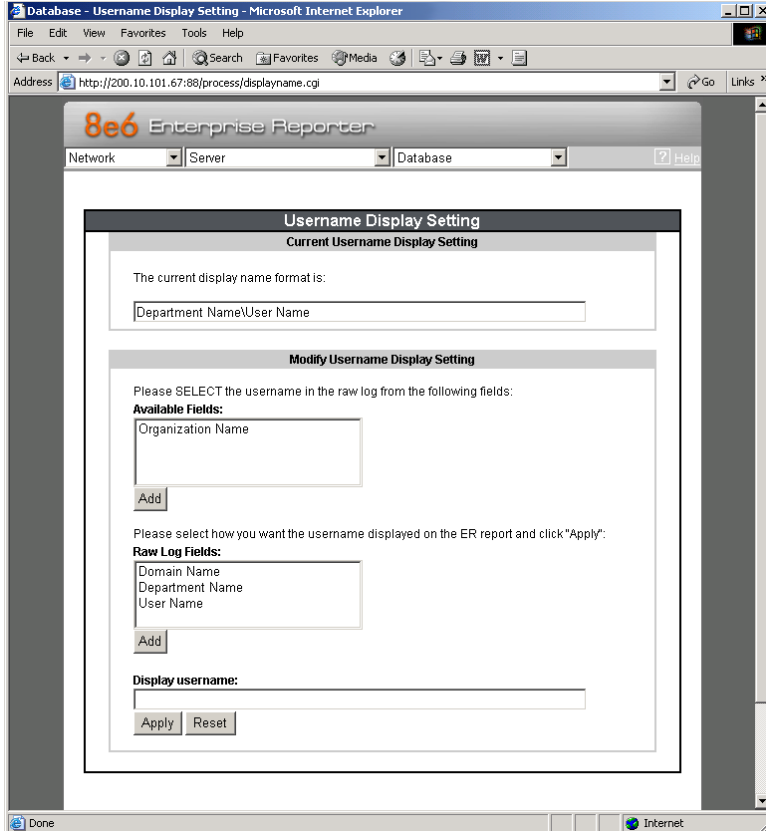 Database - Username Display Setting - Microsoft Internet Explorer
File Edit View Favorites Tools Help
Back Search Favorites Media
Address http://200.10.101.67:88/process/displayname.cgi Go Links »
8e6 Enterprise Reporter
Network Server Database ? Help
Username Display Setting
Current Username Display Setting
The current display name format is:
Department Name\User Name
Modify Username Display Setting
Please SELECT the username in the raw log from the following fields:
Available Fields:
Organization Name
Add
Please select how you want the username displayed on the ER report and click "Apply":
Raw Log Fields:
Domain Name
Department Name
User Name
Add
Display username:
Apply Reset
Done Internet